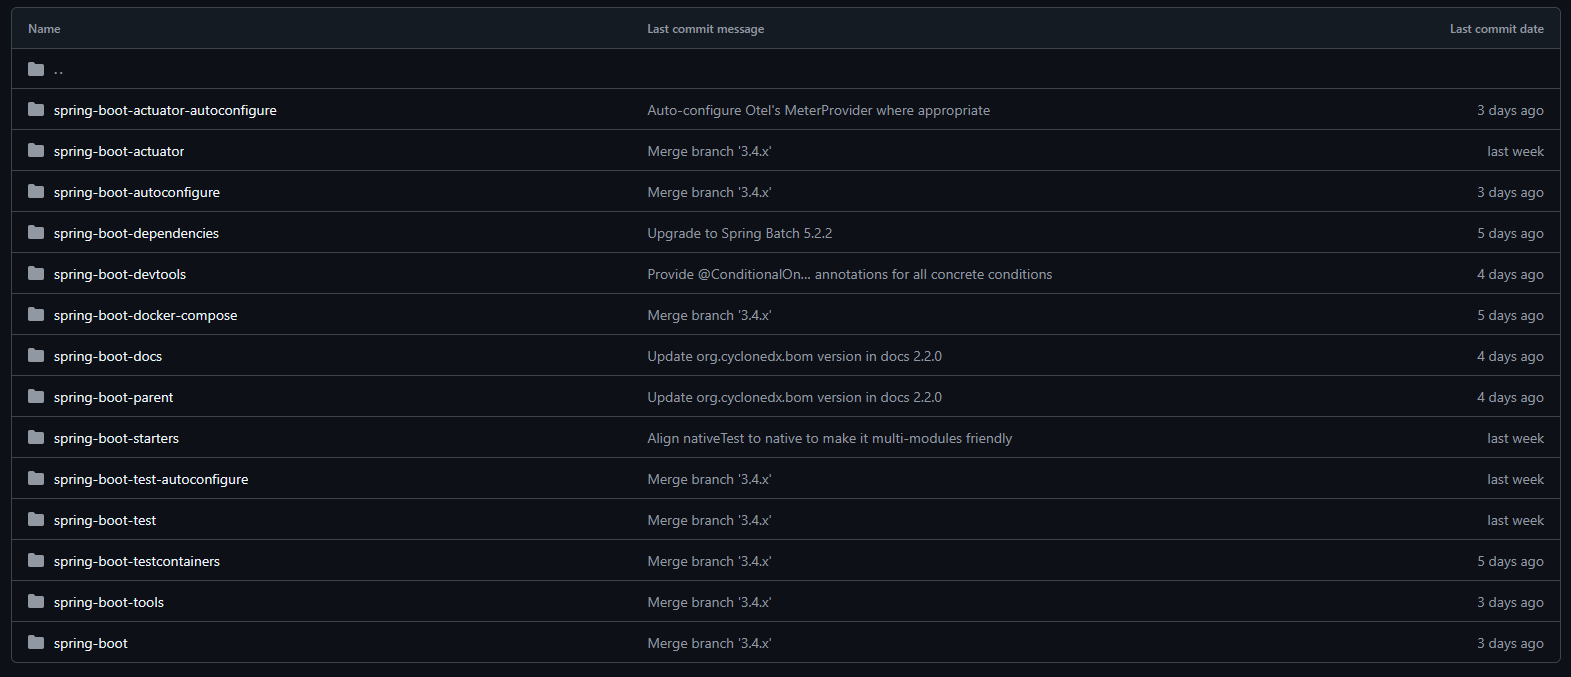 Name Last commit message Last commit date
..
spring-boot-actuator-autoconfigure Auto-configure Otel's MeterProvider where appropriate 3 days ago
spring-boot-actuator Merge branch '3.4.x' last week
spring-boot-autoconfigure Merge branch '3.4.x' 3 days ago
spring-boot-dependencies Upgrade to Spring Batch 5.2.2 5 days ago
spring-boot-devtools Provide @ConditionalOn... annotations for all concrete conditions 4 days ago
spring-boot-docker-compose Merge branch '3.4.x' 5 days ago
spring-boot-docs Update org.cyclonedx.bom version in docs 2.2.0 4 days ago
spring-boot-parent Update org.cyclonedx.bom version in docs 2.2.0 4 days ago
spring-boot-starters Align nativeTest to native to make it multi-modules friendly last week
spring-boot-test-autoconfigure Merge branch '3.4.x' last week
spring-boot-test Merge branch '3.4.x' last week
spring-boot-testcontainers Merge branch '3.4.x' 5 days ago
spring-boot-tools Merge branch '3.4.x' 3 days ago
spring-boot Merge branch '3.4.x' 3 days ago